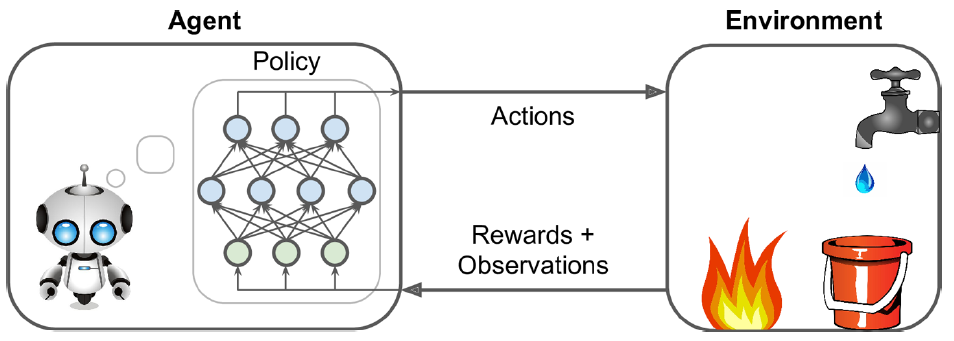 Agent
Environment
Policy
Actions
Rewards +
Observations